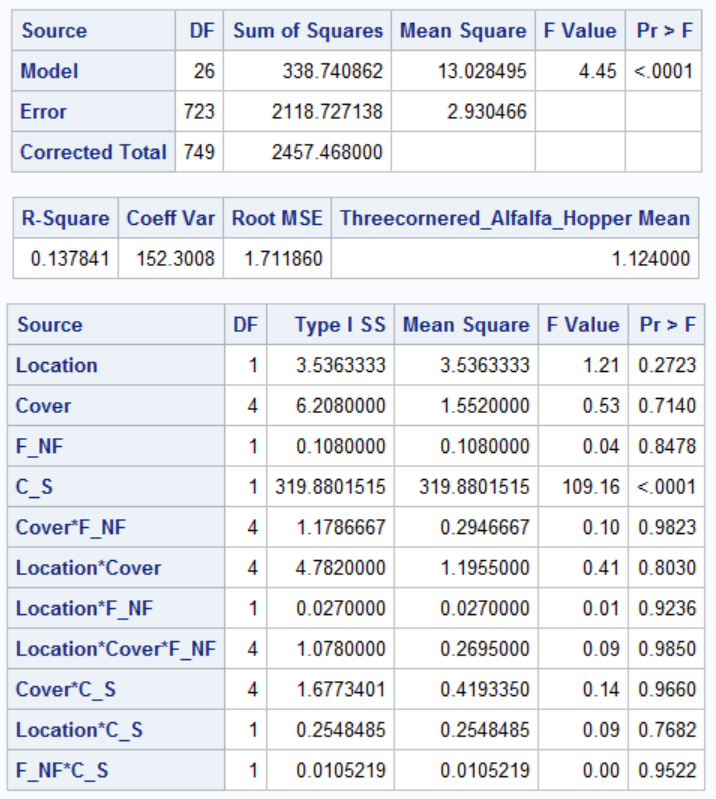 Source DF Sum of Squares Mean Square F Value Pr > F
Model 26 338.740862 13.028495 4.45 <.0001
Error 723 2118.727138 2.930466
Corrected Total 749 2457.468000
R-Square Coeff Var Root MSE Threecornered_Alfalfa_Hopper Mean
0.137841 152.3008 1.711860 1.124000
Source DF Type I SS Mean Square F Value Pr > F
Location 1 3.5363333 3.5363333 1.21 0.2723
Cover 4 6.2080000 1.5520000 0.53 0.7140
F_NF 1 0.1080000 0.1080000 0.04 0.8478
C_S 1 319.8801515 319.8801515 109.16 <.0001
Cover*F_NF 4 1.1786667 0.2946667 0.10 0.9823
Location*Cover 4 4.7820000 1.1955000 0.41 0.8030
Location*F_NF 1 0.0270000 0.0270000 0.01 0.9236
Location*Cover*F_NF 4 1.0780000 0.2695000 0.09 0.9850
Cover*C_S 4 1.6773401 0.4193350 0.14 0.9660
Location*C_S 1 0.2548485 0.2548485 0.09 0.7682
F_NF*C_S 1 0.0105219 0.0105219 0.00 0.9522